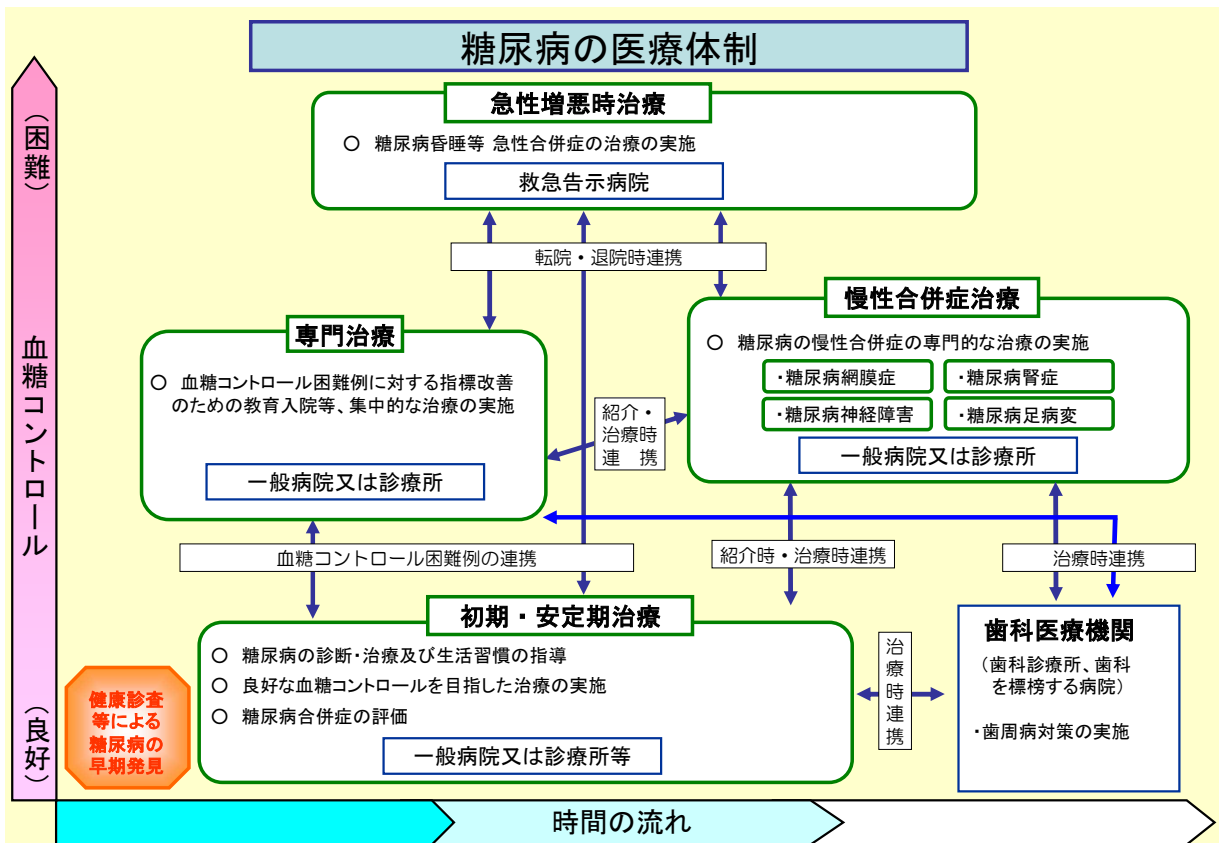 糖尿病の医療体制
急性増悪時治療
○ 糖尿病昏睡等 急性合併症の治療の実施
救急告示病院
転院・退院時連携
専門治療
○ 血糖コントロール困難例に対する指標改善
のための教育入院等、集中的な治療の実施
一般病院又は診療所
紹介・
治療時
連 携
慢性合併症治療
○ 糖尿病の慢性合併症の専門的な治療の実施
・糖尿病網膜症
・糖尿病腎症
・糖尿病神経障害
・糖尿病足病変
一般病院又は診療所
血糖コントロール困難例の連携
紹介時・治療時連携
治療時連携
初期・安定期治療
○ 糖尿病の診断・治療及び生活習慣の指導
○ 良好な血糖コントロールを目指した治療の実施
○ 糖尿病合併症の評価
一般病院又は診療所等
治療時連携
歯科医療機関
（歯科診療所、歯科
を標榜する病院）
・歯周病対策の実施
健康診査
等による
糖尿病の
早期発見
（困難）
血糖コントロール
（良好）
時間の流れ